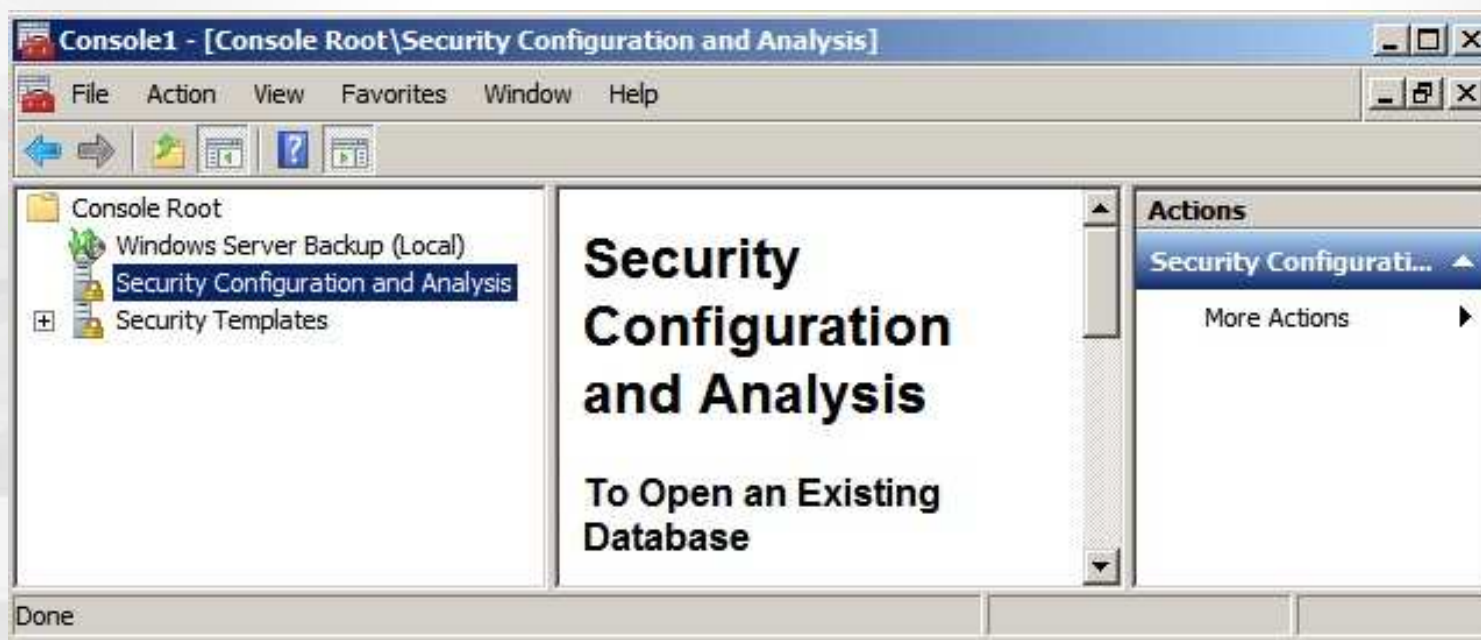 Console1 - [Console Root\Security Configuration and Analysis]
File Action View Favorites Window Help
Console Root
Windows Server Backup (Local)
Security Configuration and Analysis
Security Templates
Security
Configuration
and Analysis
To Open an Existing
Database
Actions
Security Configurati...
More Actions
Done